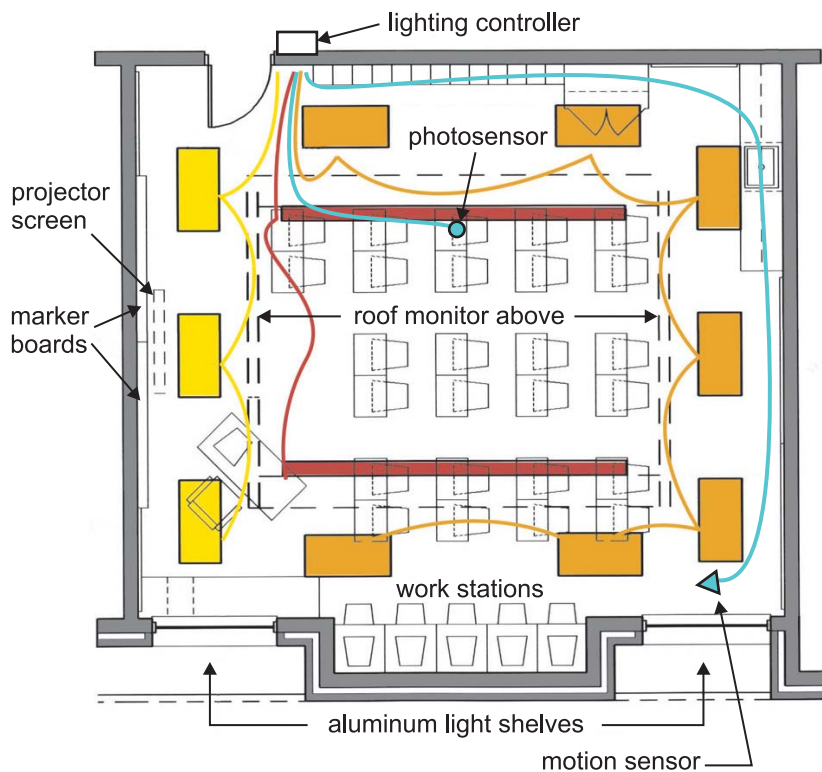 lighting controller
photosensor
projector
screen
marker
boards
roof monitor above
work stations
aluminum light shelves
motion sensor